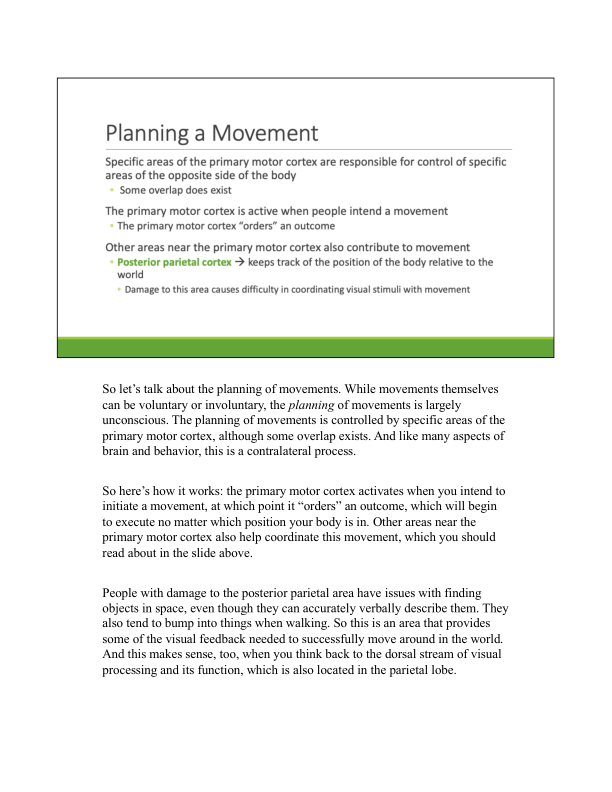 Planning a Movement
Specific areas of the primary motor cortex are responsible for control of specific
areas of the opposite side of the body
▪ Some overlap does exist
The primary motor cortex is active when people intend a movement
▪ The primary motor cortex “orders” an outcome
Other areas near the primary motor cortex also contribute to movement
▪ Posterior parietal cortex → keeps track of the position of the body relative to the
world
▪ Damage to this area causes difficulty in coordinating visual stimuli with movement
So let’s talk about the planning of movements. While movements themselves
can be voluntary or involuntary, the planning of movements is largely
unconscious. The planning of movements is controlled by specific areas of the
primary motor cortex, although some overlap exists. And like many aspects of
brain and behavior, this is a contralateral process.
So here’s how it works: the primary motor cortex activates when you intend to
initiate a movement, at which point it “orders” an outcome, which will begin
to execute no matter which position your body is in. Other areas near the
primary motor cortex also help coordinate this movement, which you should
read about in the slide above.
People with damage to the posterior parietal area have issues with finding
objects in space, even though they can accurately verbally describe them. They
also tend to bump into things when walking. So this is an area that provides
some of the visual feedback needed to successfully move around in the world.
And this makes sense, too, when you think back to the dorsal stream of visual
processing and its function, which is also located in the parietal lobe.